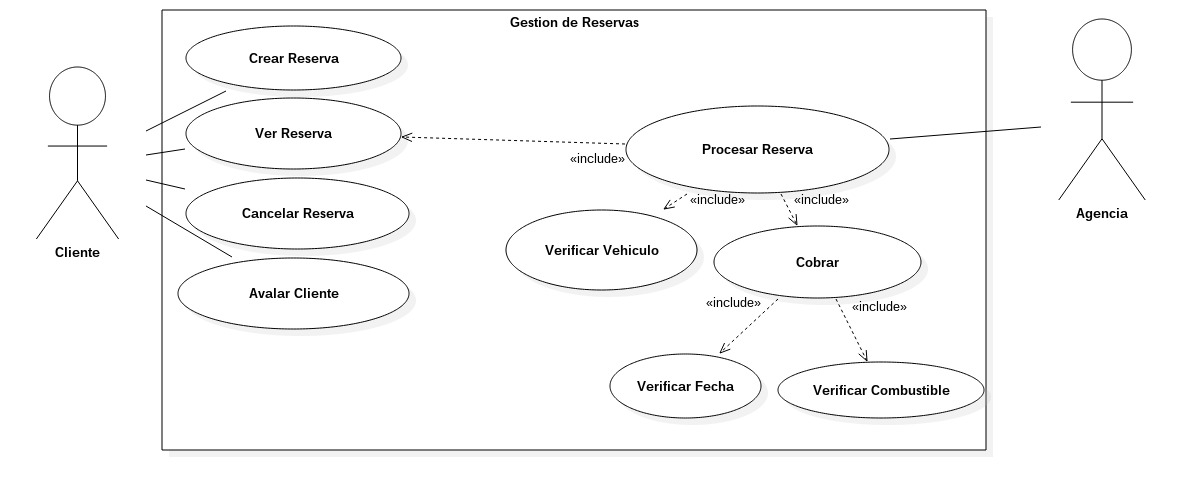 Gestion de Reservas
Crear Reserva
Ver Reserva
Procesar Reserva
«include»
«include»
«include»
Cancelar Reserva
Agencia
Cliente
Verificar Vehiculo
Cobrar
Avalar Cliente
«include»
«include»
Verificar Fecha
Verificar Combustible